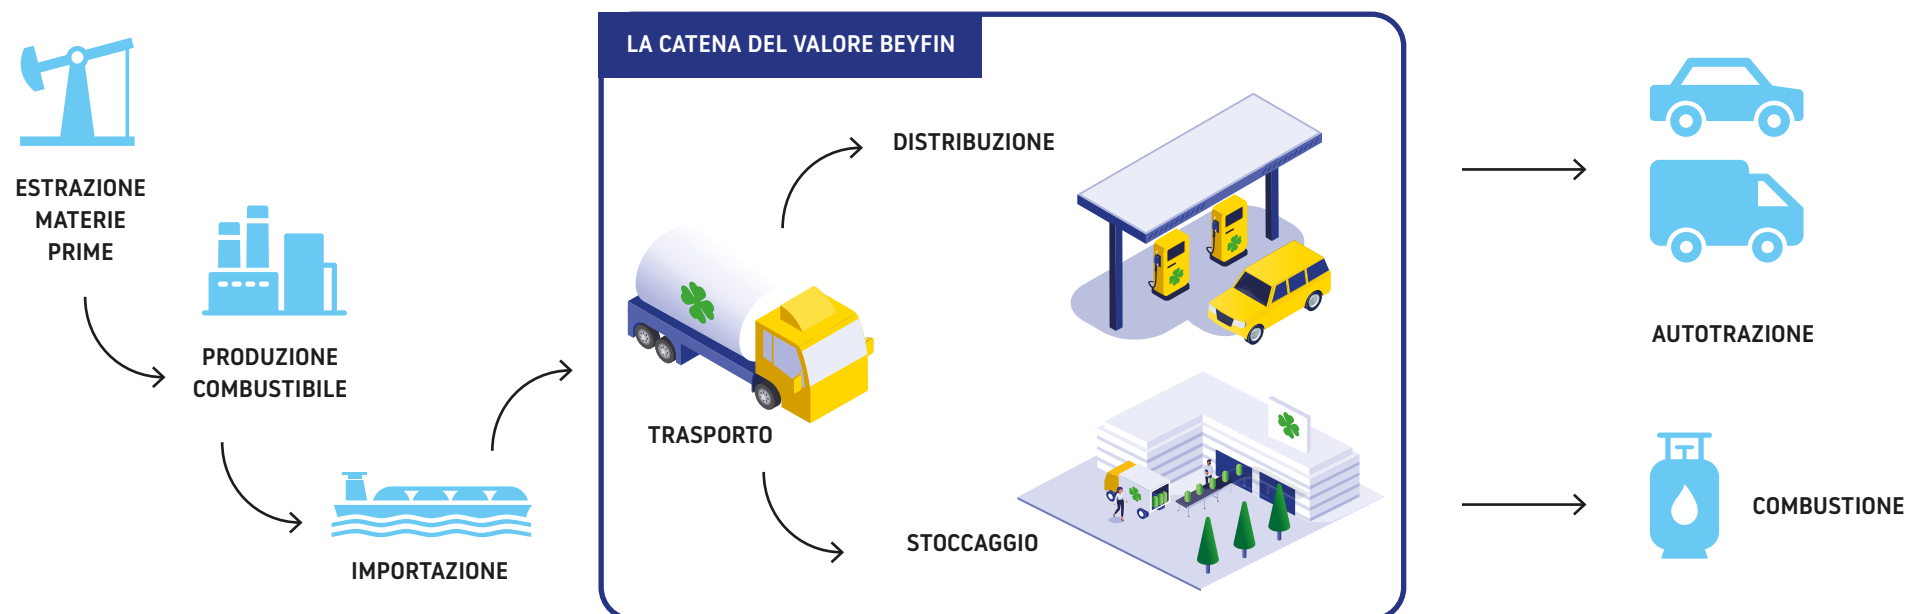 LA CATENA DEL VALORE BEYFIN
ESTRAZIONE
MATERIE
PRIME
PRODUZIONE
COMBUSTIBILE
IMPORTAZIONE
TRASPORTO
DISTRIBUZIONE
STOCCAGGIO
AUTOTRAZIONE
COMBUSTIONE